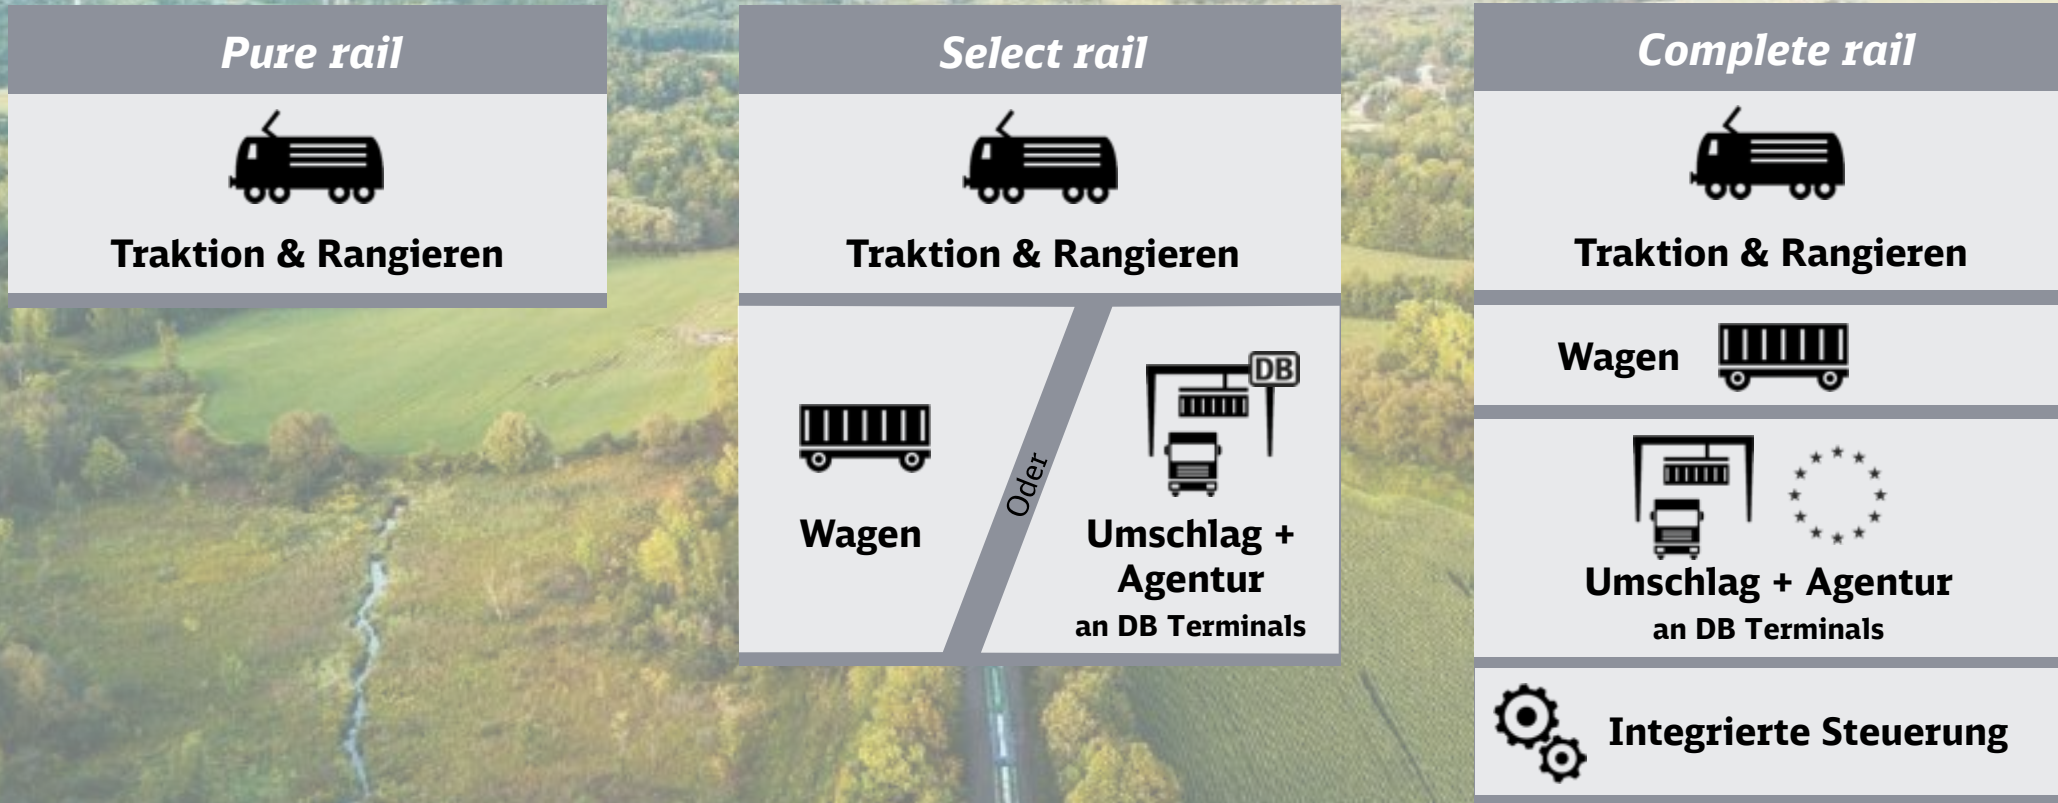 Pure rail
Traktion & Rangieren
Select rail
Traktion & Rangieren
Wagen
Oder
DB
Umschlag +
Agentur
an DB Terminals
Complete rail
Traktion & Rangieren
Wagen
Umschlag + Agentur
an DB Terminals
Integrierte Steuerung